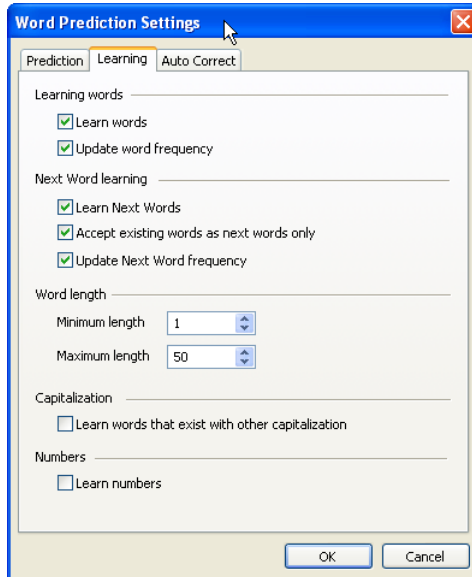 Word Prediction Settings
Prediction Learning Auto Correct
Learning words
Learn words
Update word frequency
Next Word learning
Learn Next Words
Accept existing words as next words only
Update Next Word frequency
Word length
Minimum length 1
Maximum length 50
Capitalization
Learn words that exist with other capitalization
Numbers
Learn numbers
OK Cancel